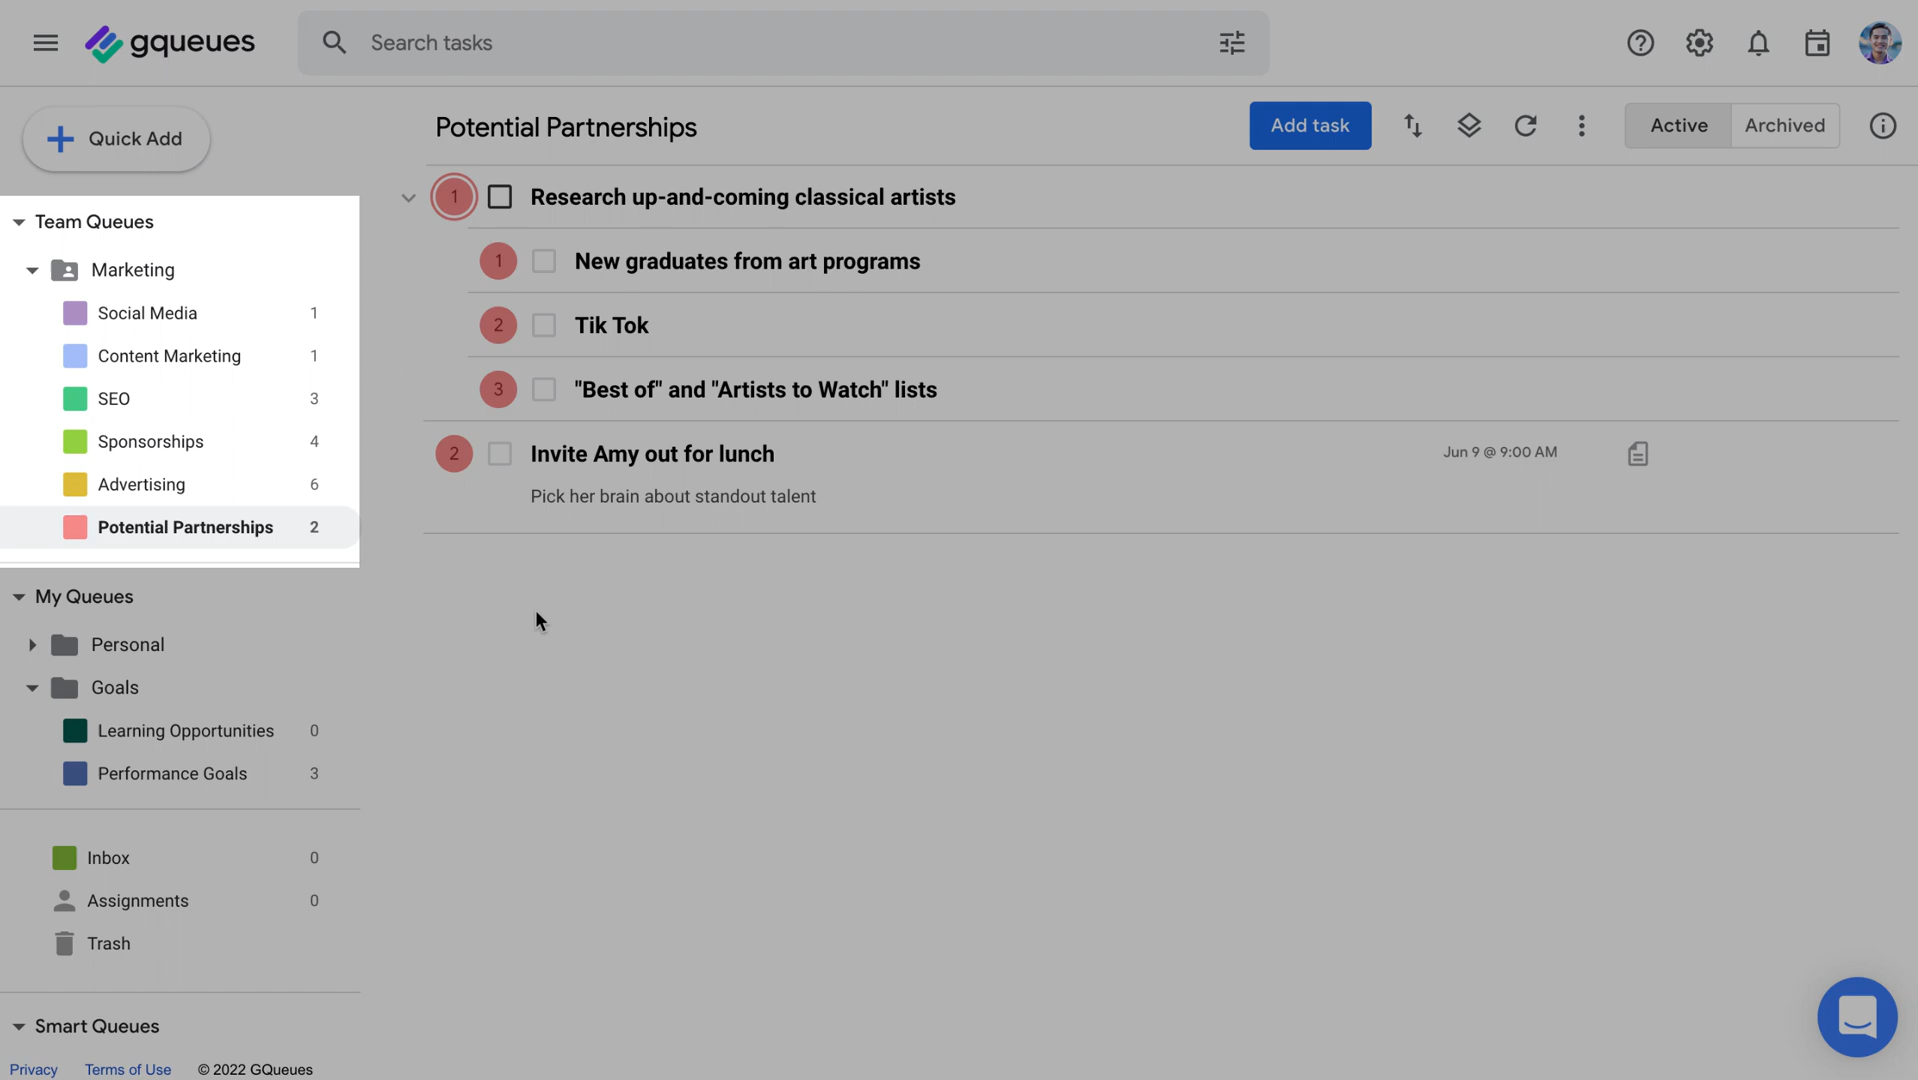 gqueues
Search tasks
Quick Add
Potential Partnerships
Add task
Active
Archived
Team Queues
Marketing
Social Media 1
Content Marketing 1
SEO 3
Sponsorships 4
Advertising 6
Potential Partnerships 2
My Queues
Personal
Goals
Learning Opportunities 0
Performance Goals 3
Inbox 0
Assignments 0
Trash
Smart Queues
Privacy Terms of Use © 2022 GQueues
1 Research up-and-coming classical artists
1 New graduates from art programs
2 Tik Tok
3 "Best of" and "Artists to Watch" lists
2 Invite Amy out for lunch Jun 9 @ 9:00 AM
Pick her brain about standout talent